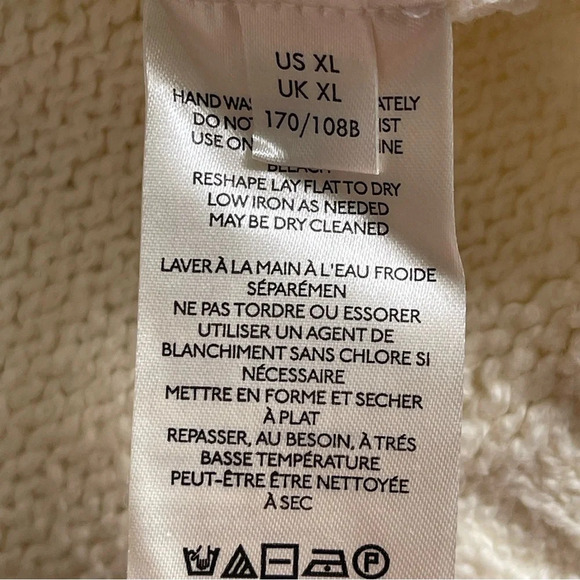 US XL
UK XL
170/108B
HAND WA ATELY
DO NO IST
USE ON INE
BLEACH
RESHAPE LAY FLAT TO DRY
LOW IRON AS NEEDED
MAY BE DRY CLEANED
LAVER À LA MAIN À L'EAU FROIDE
SÉPARÉMEN
NE PAS TORDRE OU ESSORER
UTILISER UN AGENT DE
BLANCHIMENT SANS CHLORE SI
NÉCESSAIRE
METTRE EN FORME ET SECHER
À PLAT
REPASSER, AU BESOIN, À TRÉS
BASSE TEMPÉRATURE
PEUT-ÊTRE ÊTRE NETTOYÉE
À SEC
P